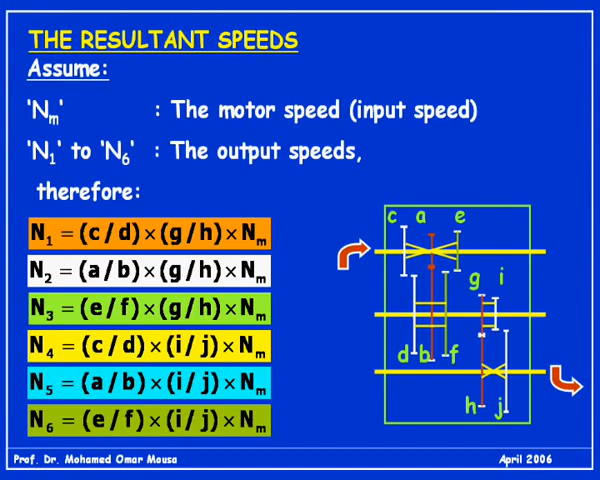 THE RESULTANT SPEEDS
Assume:
'Nm' : The motor speed (input speed)
'N1' to 'N6' : The output speeds,
therefore:
N1 = (c / d) × (g / h) × Nm
N2 = (a / b) × (g / h) × Nm
N3 = (e / f) × (g / h) × Nm
N4 = (c / d) × (i / j) × Nm
N5 = (a / b) × (i / j) × Nm
N6 = (e / f) × (i / j) × Nm
c a e
g i
d b f
h j
Prof. Dr. Mohamed Omar Mousa April 2006